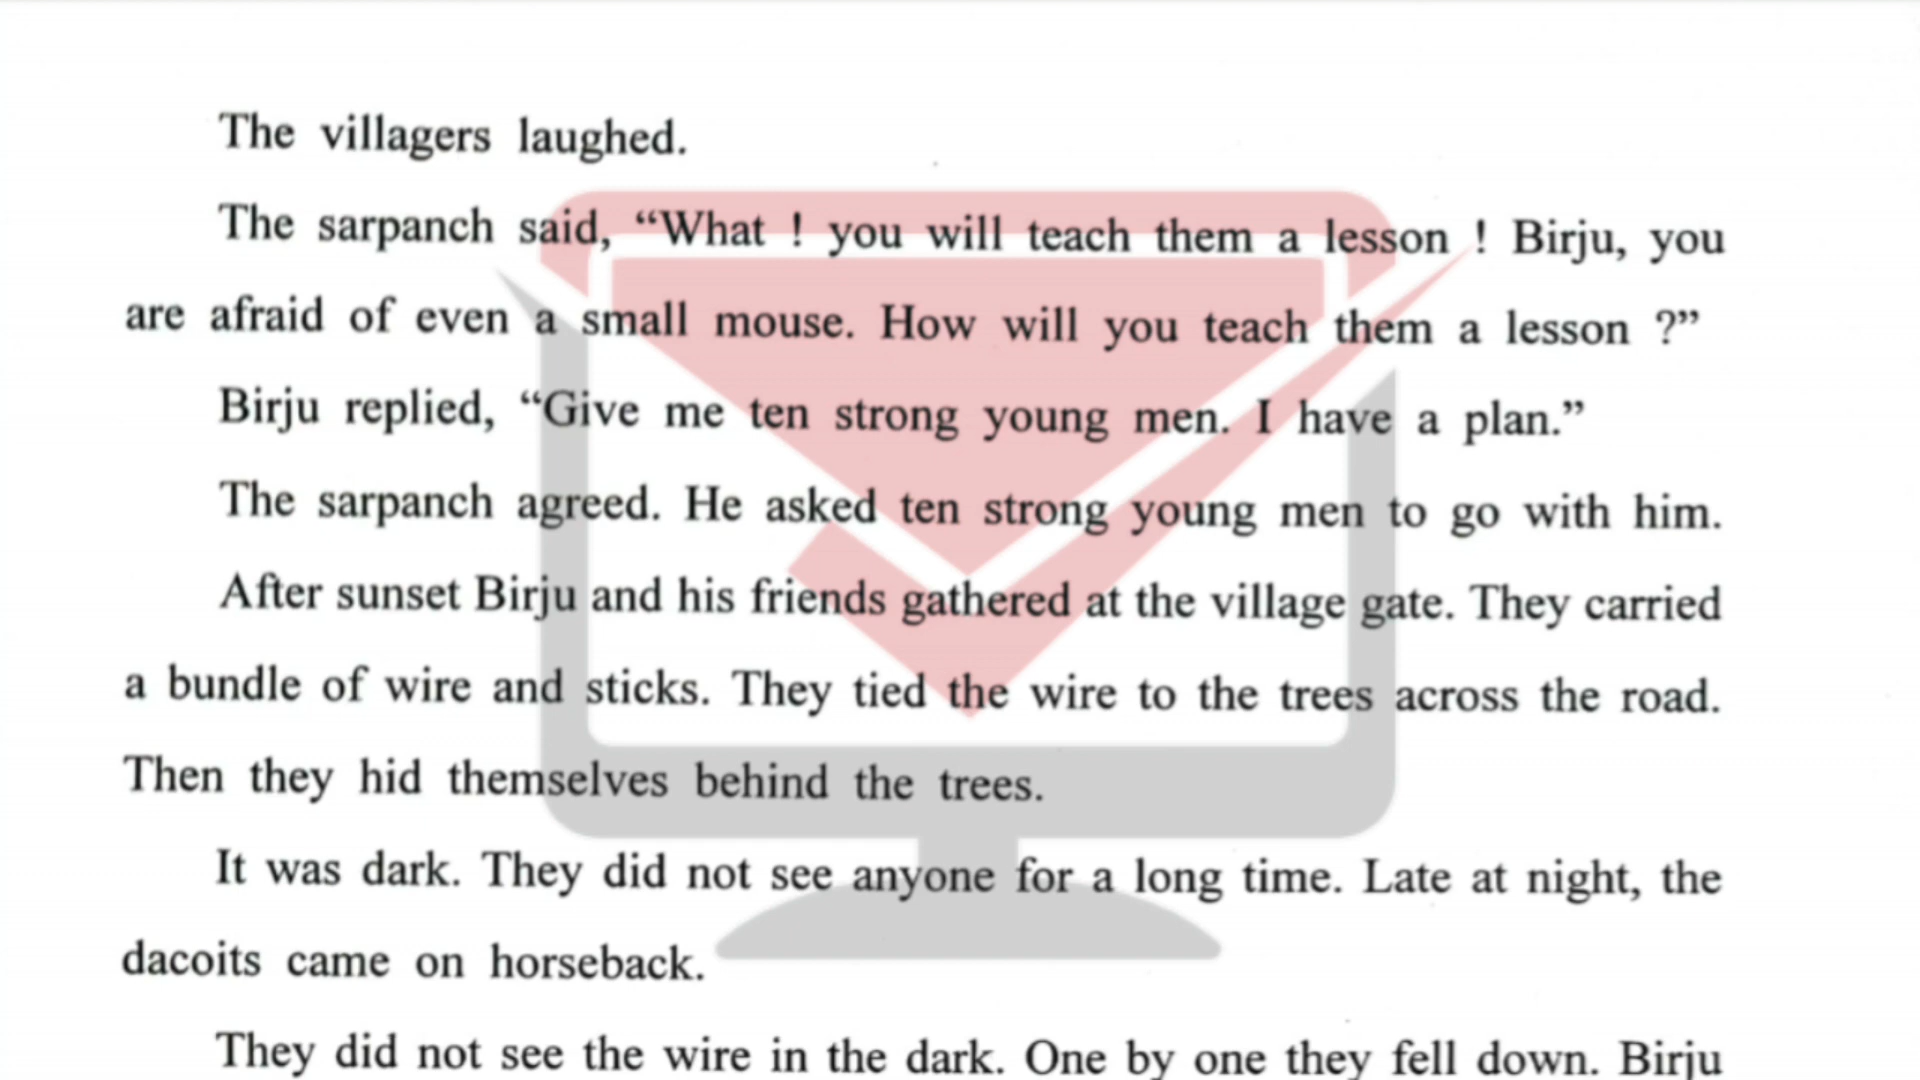 The villagers laughed.
The sarpanch said, “What ! you will teach them a lesson ! Birju, you
are afraid of even a small mouse. How will you teach them a lesson ?”
Birju replied, “Give me ten strong young men. I have a plan.”
The sarpanch agreed. He asked ten strong young men to go with him.
After sunset Birju and his friends gathered at the village gate. They carried
a bundle of wire and sticks. They tied the wire to the trees across the road.
Then they hid themselves behind the trees.
It was dark. They did not see anyone for a long time. Late at night, the
dacoits came on horseback.
They did not see the wire in the dark. One by one they fell down. Birju